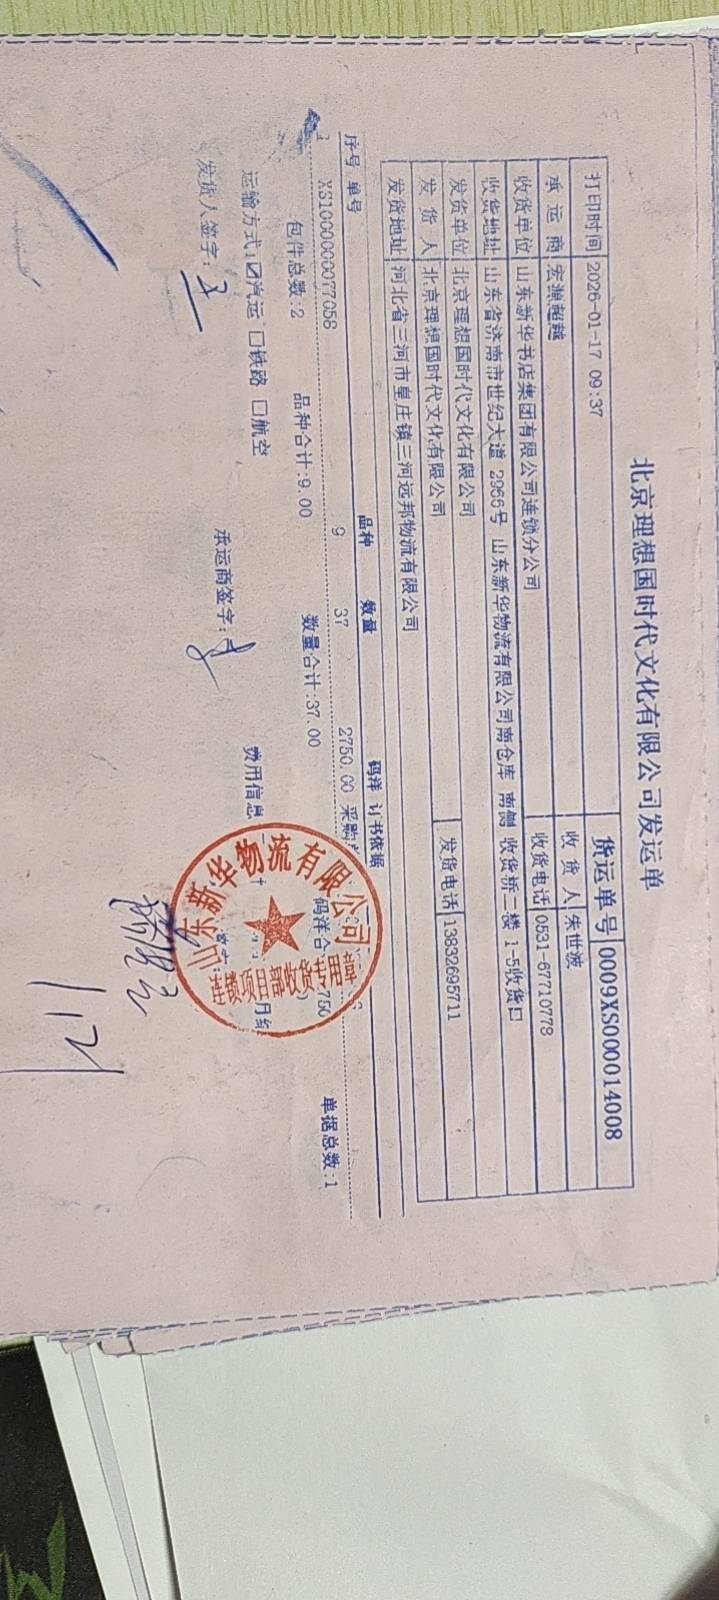 北京理想国时代文化有限公司发运单
货运单号 0009XS000014008
打印时间 2026-01-17 09:37 收货人 朱世波
承运商 宏源超越 收货电话 0531-67710778
收货单位 山东新华书店集团有限公司连锁分公司
收货地址 山东省济南市世纪大道 2966号 山东新华物流有限公司南仓库 南侧 收货桥二楼 1-5收货口
发货单位 北京理想国时代文化有限公司
发货人 北京理想国时代文化有限公司 发货电话 13832695711
发货地址 河北省三河市皇庄镇三河远邦物流有限公司
序号 单号 品种 数量 码洋 订书依据
1 XS1000000077058 9 37 2750.00 采购
包件总数:2 品种合计:9.00 数量合计:37.00 码洋合 750 单据总数:1
运输方式:☑汽运 □铁路 □航空 费用信息 月结
发货人签字: 承运商签字:
山东新华物流有限公司
连锁项目部收货专用章
1.21